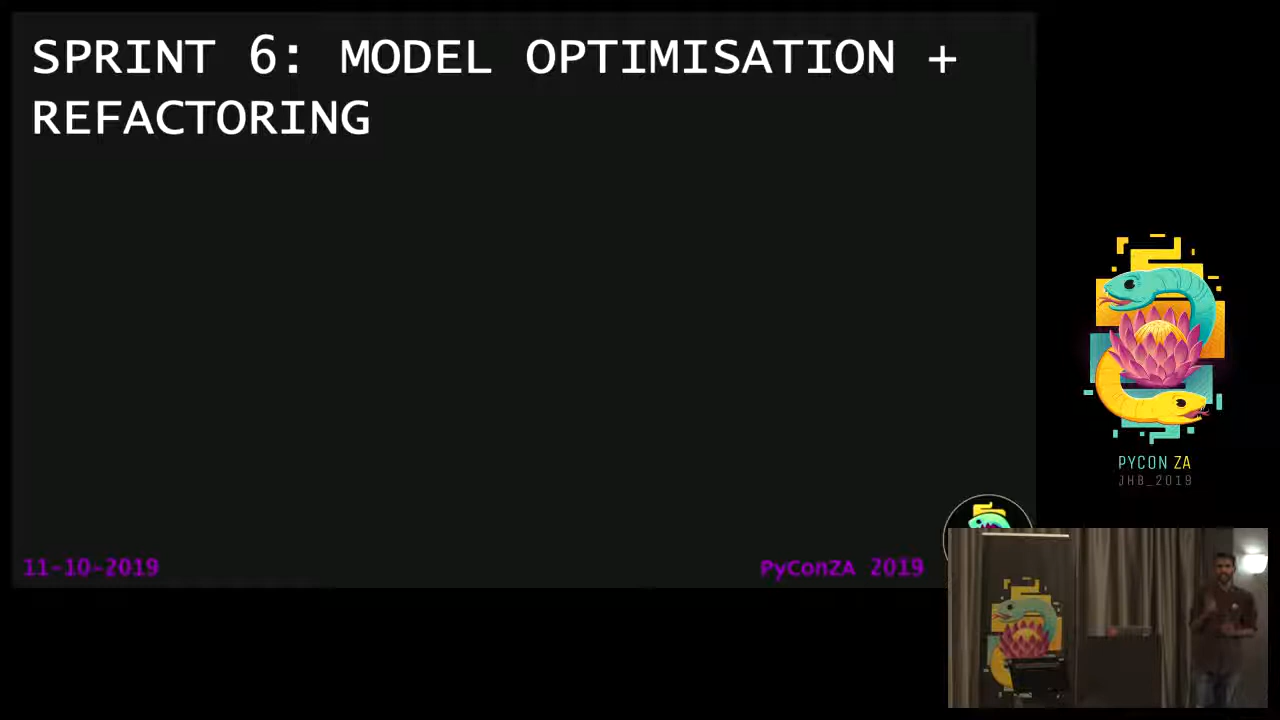 SPRINT 6: MODEL OPTIMISATION +
REFACTORING
11-10-2019
PyConZA 2019
PYCON ZA
JHB_2019